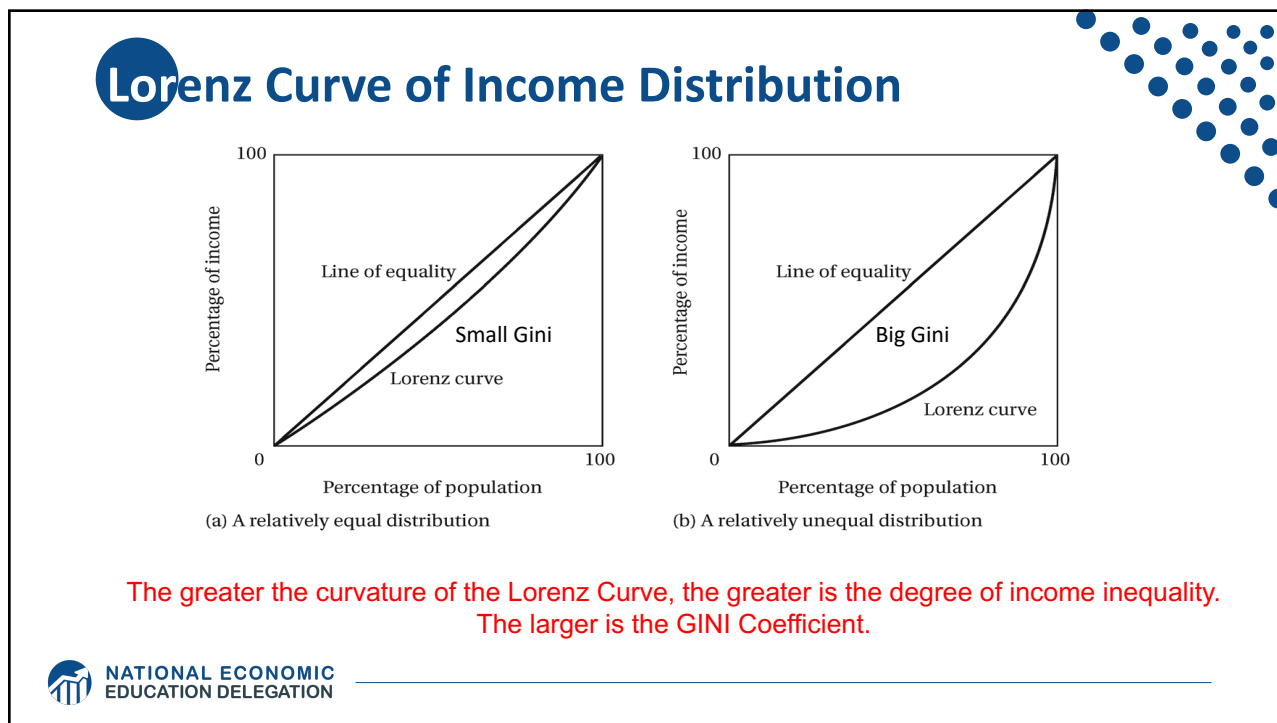 Lorenz Curve of Income Distribution
100
Percentage of income
Line of equality
Small Gini
Lorenz curve
0
100
Percentage of population
(a) A relatively equal distribution
100
Percentage of income
Line of equality
Big Gini
Lorenz curve
0
100
Percentage of population
(b) A relatively unequal distribution
The greater the curvature of the Lorenz Curve, the greater is the degree of income inequality.
The larger is the GINI Coefficient.
NATIONAL ECONOMIC
EDUCATION DELEGATION